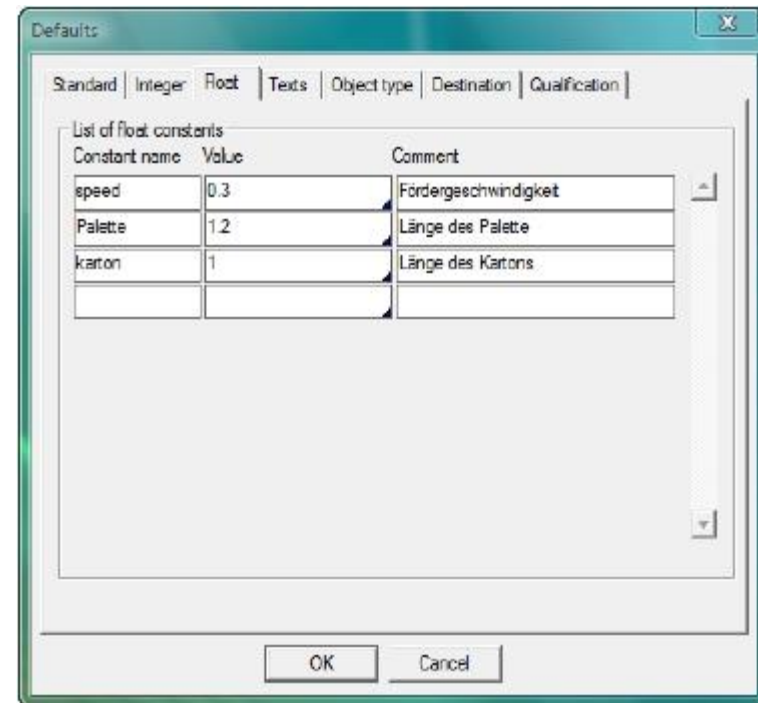 Defaults
Standard Integer Float Texts Object type Destination Qualification
List of float constants
Constant name Value Comment
speed 0.3 Fördergeschwindigkeit
Palette 1.2 Länge des Palette
karton 1 Länge des Kartons
OK Cancel